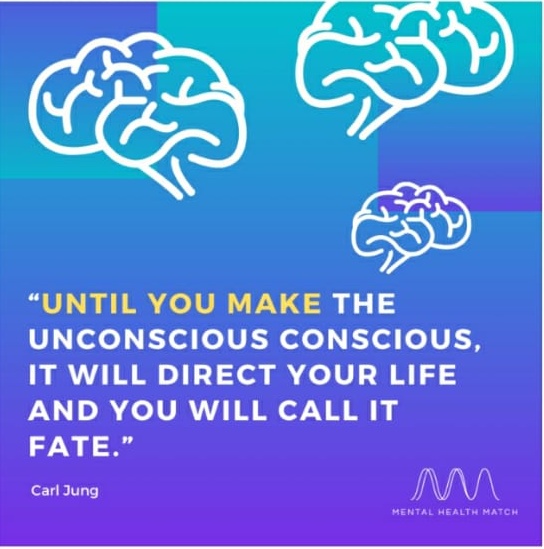 “UNTIL YOU MAKE THE
UNCONSCIOUS CONSCIOUS,
IT WILL DIRECT YOUR LIFE
AND YOU WILL CALL IT
FATE.”
Carl Jung
MENTAL HEALTH MATCH